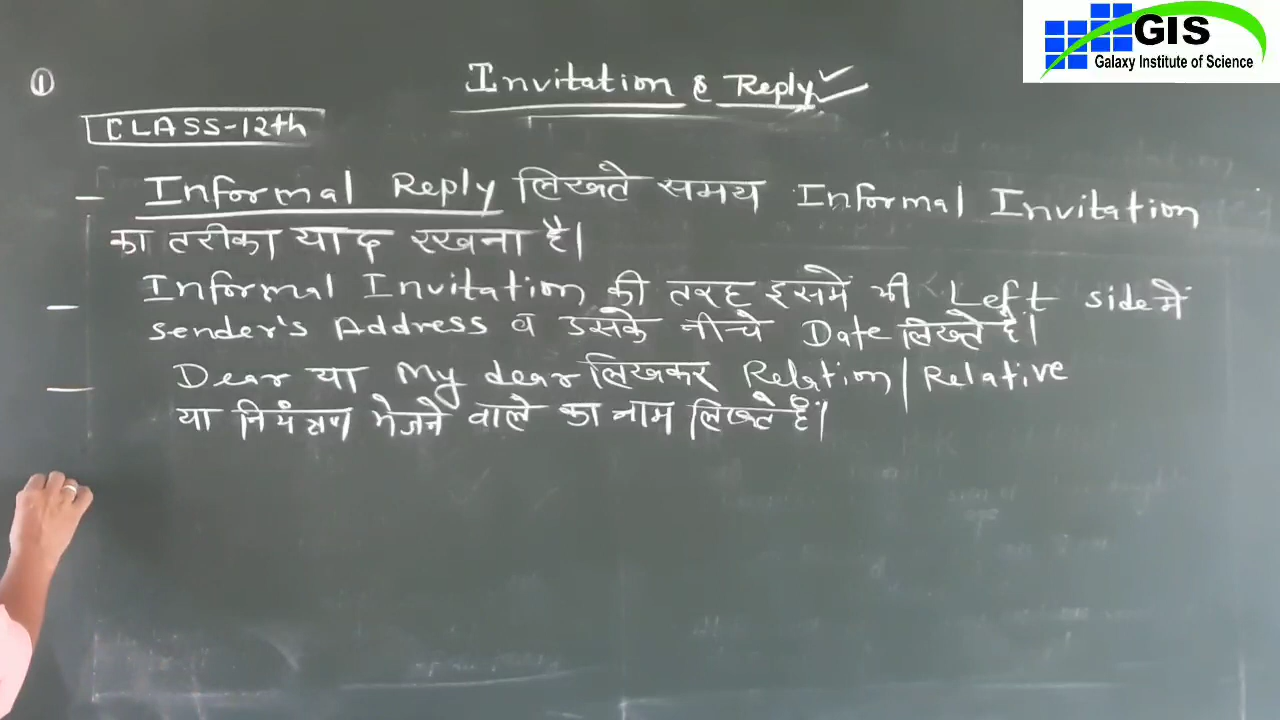 GIS
Galaxy Institute of Science
① Invitation & Reply
CLASS-12th
- Informal Reply लिखते समय Informal Invitation
का तरीका याद रखना है।
- Informal Invitation की तरह इसमें भी Left side में
sender's Address व उसके नीचे Date लिखते है।
- Dear या My dear लिखकर Relation/Relative
या निमंत्रण भेजने वाले का नाम लिखते है।